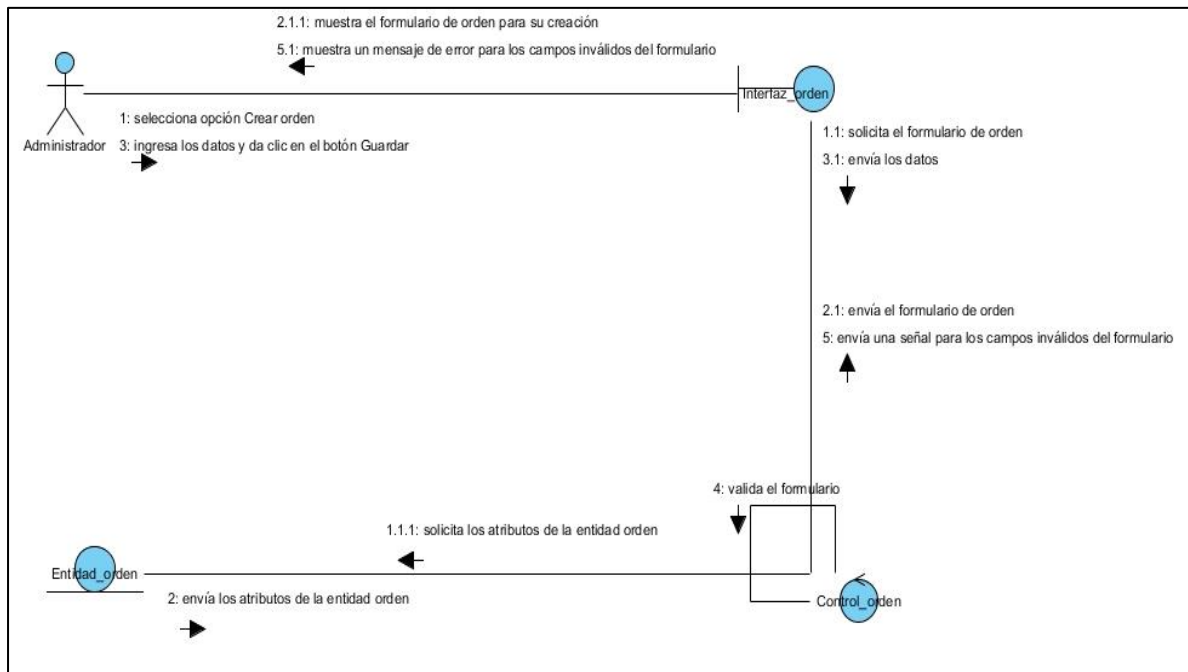 2.1.1: muestra el formulario de orden para su creación
5.1: muestra un mensaje de error para los campos inválidos del formulario
Interfaz_orden
Administrador
1: selecciona opción Crear orden
3: ingresa los datos y da clic en el botón Guardar
1.1: solicita el formulario de orden
3.1: envía los datos
2.1: envía el formulario de orden
5: envía una señal para los campos inválidos del formulario
4: valida el formulario
1.1.1: solicita los atributos de la entidad orden
Entidad_orden
2: envía los atributos de la entidad orden
Control_orden